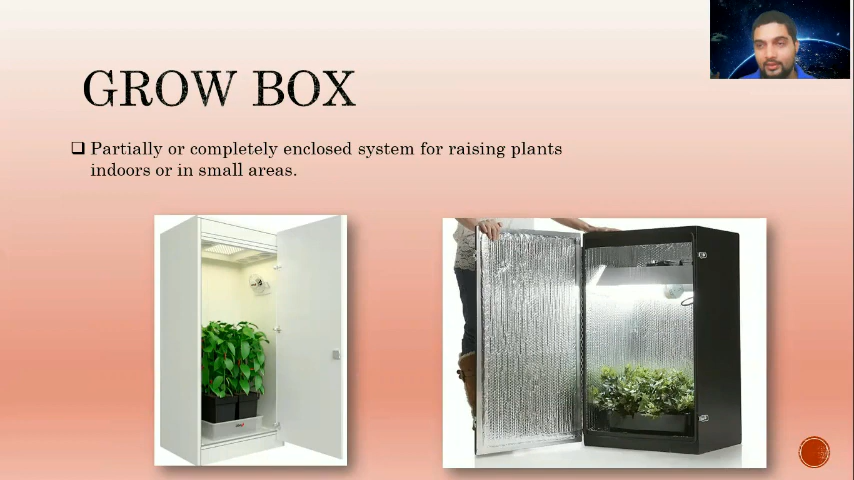 GROW BOX
❑ Partially or completely enclosed system for raising plants
indoors or in small areas.